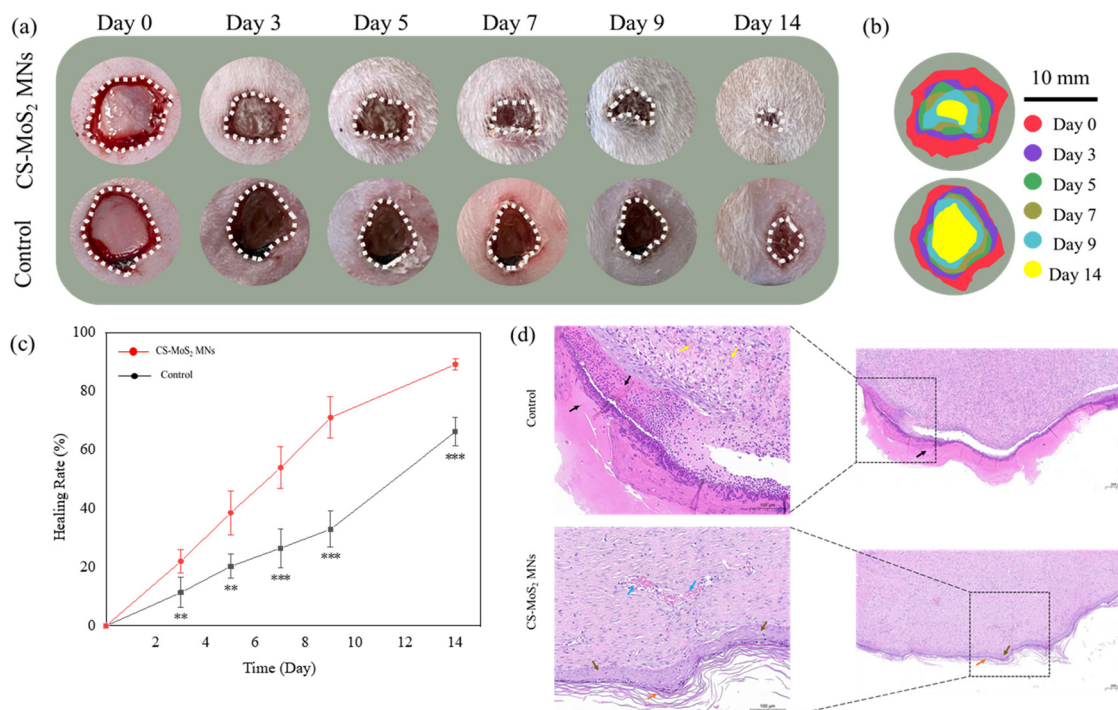 (a)
Day 0 Day 3 Day 5 Day 7 Day 9 Day 14
CS-MoS₂ MNs
Control
(b)
10 mm
Day 0
Day 3
Day 5
Day 7
Day 9
Day 14
(c)
Healing Rate (%)
100
80
60
40
20
0
CS-MoS₂ MNs
Control
**
**
***
***
***
2 4 6 8 10 12 14
Time (Day)
(d)
Control
100 μm
CS-MoS₂ MNs
100 μm